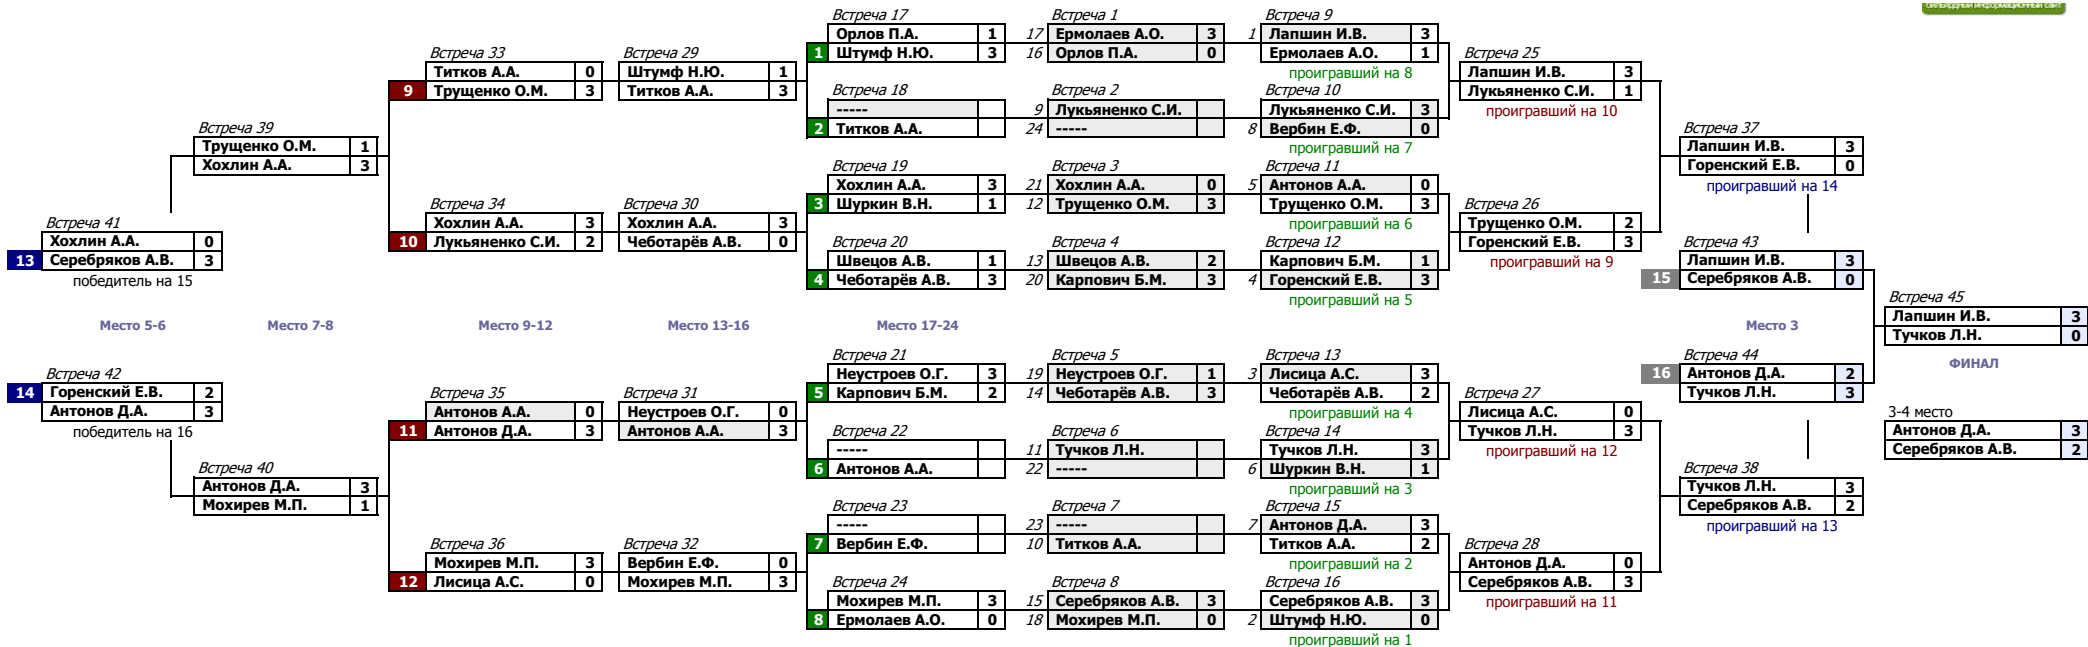 бильярдный информационный сайт
Встреча 17
Орлов П.А. 1
1 Штумф Н.Ю. 3
Встреча 1
17 Ермолаев А.О. 3
16 Орлов П.А. 0
Встреча 9
1 Лапшин И.В. 3
Ермолаев А.О. 1
проигравший на 8
Встреча 33
Титков А.А. 0
9 Трущенко О.М. 3
Встреча 29
Штумф Н.Ю. 1
Титков А.А. 3
Встреча 25
Лапшин И.В. 3
Лукьяненко С.И. 1
проигравший на 10
Встреча 18
-----
2 Титков А.А.
Встреча 2
9 Лукьяненко С.И.
24 -----
Встреча 10
Лукьяненко С.И. 3
8 Вербин Е.Ф. 0
проигравший на 7
Встреча 39
Трущенко О.М. 1
Хохлин А.А. 3
Встреча 37
Лапшин И.В. 3
Горенский Е.В. 0
проигравший на 14
Встреча 19
Хохлин А.А. 3
3 Шуркин В.Н. 1
Встреча 3
21 Хохлин А.А. 0
12 Трущенко О.М. 3
Встреча 11
5 Антонов А.А. 0
Трущенко О.М. 3
проигравший на 6
Встреча 41
Хохлин А.А. 0
13 Серебряков А.В. 3
победитель на 15
Встреча 34
Хохлин А.А. 3
10 Лукьяненко С.И. 2
Встреча 30
Хохлин А.А. 3
Чеботарёв А.В. 0
Встреча 26
Трущенко О.М. 2
Горенский Е.В. 3
проигравший на 9
Встреча 20
Швецов А.В. 1
4 Чеботарёв А.В. 3
Встреча 4
13 Швецов А.В. 2
20 Карпович Б.М. 3
Встреча 12
Карпович Б.М. 1
4 Горенский Е.В. 3
проигравший на 5
Встреча 43
Лапшин И.В. 3
15 Серебряков А.В. 0
Встреча 45
Лапшин И.В. 3
Тучков Л.Н. 0
ФИНАЛ
Место 5-6 Место 7-8 Место 9-12 Место 13-16 Место 17-24 Место 3
Встреча 42
14 Горенский Е.В. 2
Антонов Д.А. 3
победитель на 16
Встреча 35
Антонов А.А. 0
11 Антонов Д.А. 3
Встреча 31
Неустроев О.Г. 0
Антонов А.А. 3
Встреча 21
Неустроев О.Г. 3
5 Карпович Б.М. 2
Встреча 5
19 Неустроев О.Г. 1
14 Чеботарёв А.В. 3
Встреча 13
3 Лисица А.С. 3
Чеботарёв А.В. 2
проигравший на 4
Встреча 27
Лисица А.С. 0
Тучков Л.Н. 3
проигравший на 12
Встреча 44
16 Антонов Д.А. 2
Тучков Л.Н. 3
3-4 место
Антонов Д.А. 3
Серебряков А.В. 2
Встреча 22
-----
6 Антонов А.А.
Встреча 6
11 Тучков Л.Н.
22 -----
Встреча 14
Тучков Л.Н. 3
6 Шуркин В.Н. 1
проигравший на 3
Встреча 40
Антонов Д.А. 3
Мохирев М.П. 1
Встреча 38
Тучков Л.Н. 3
Серебряков А.В. 2
проигравший на 13
Встреча 23
-----
7 Вербин Е.Ф.
Встреча 7
23 -----
10 Титков А.А.
Встреча 15
7 Антонов Д.А. 3
Титков А.А. 2
проигравший на 2
Встреча 36
Мохирев М.П. 3
12 Лисица А.С. 0
Встреча 32
Вербин Е.Ф. 0
Мохирев М.П. 3
Встреча 28
Антонов Д.А. 0
Серебряков А.В. 3
проигравший на 11
Встреча 24
Мохирев М.П. 3
8 Ермолаев А.О. 0
Встреча 8
15 Серебряков А.В. 3
18 Мохирев М.П. 0
Встреча 16
Серебряков А.В. 3
2 Штумф Н.Ю. 0
проигравший на 1